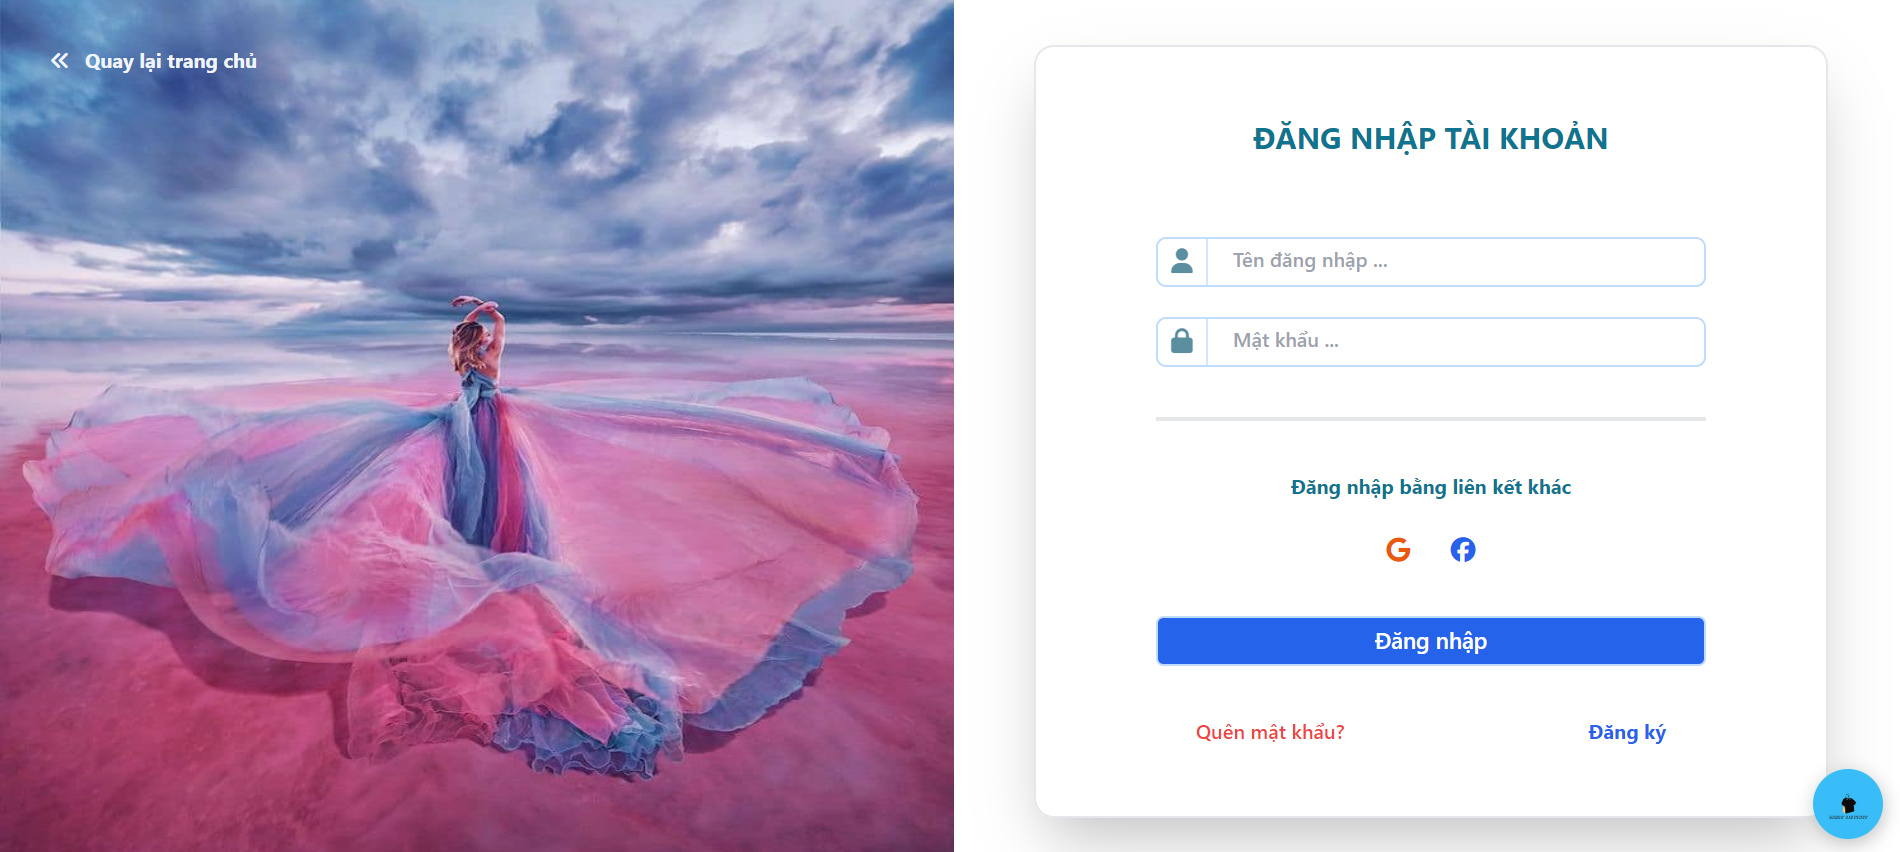 Quay lại trang chủ
ĐĂNG NHẬP TÀI KHOẢN
Tên đăng nhập ...
Mật khẩu ...
Đăng nhập bằng liên kết khác
Đăng nhập
Quên mật khẩu?
Đăng ký